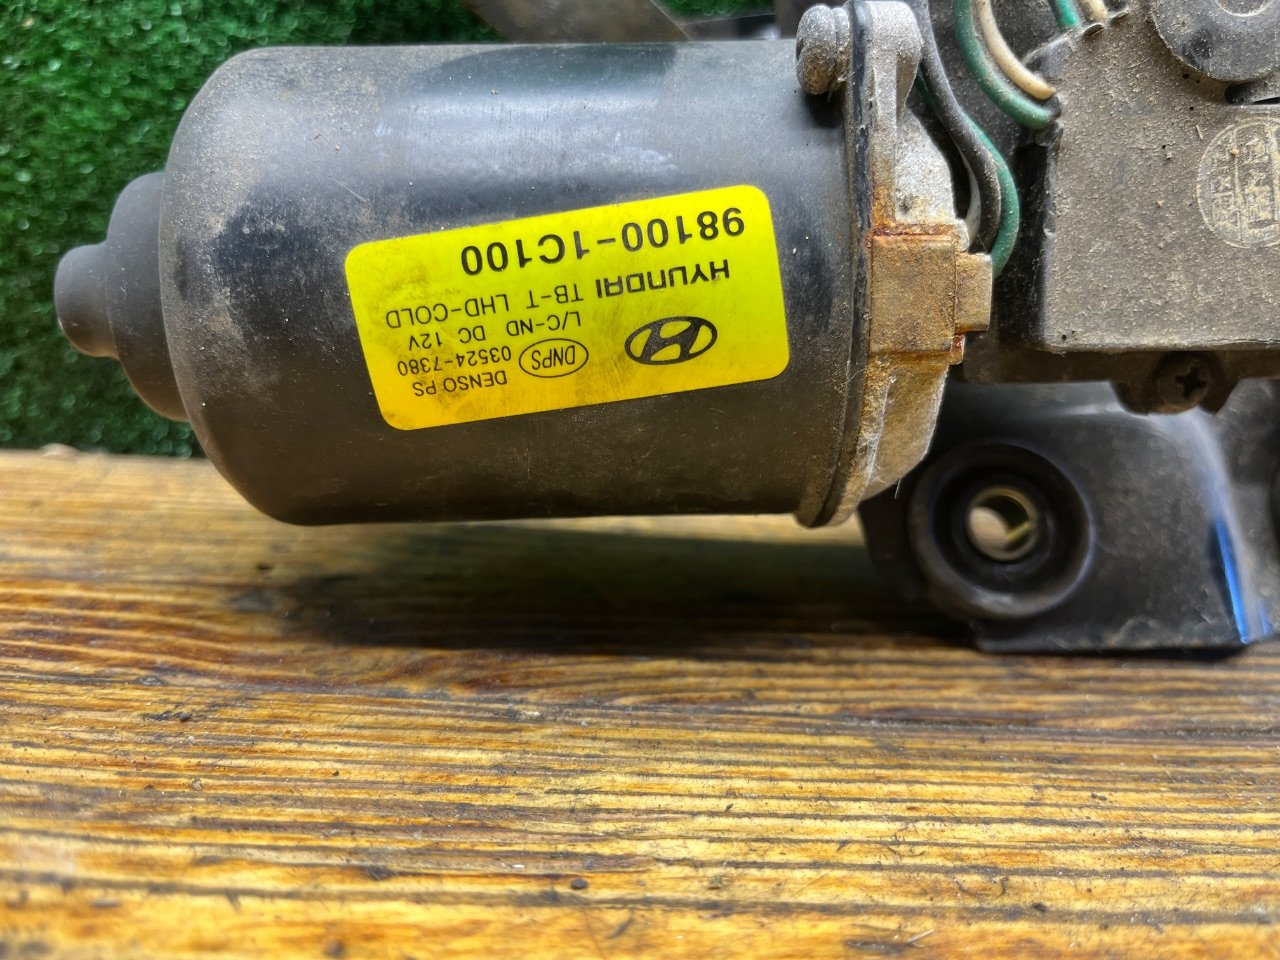 98100-1C100
HYUNDAI TB-T LHD-COLD
L/C-ND DC 12V
DNPS 03524-7380
DENSO PS